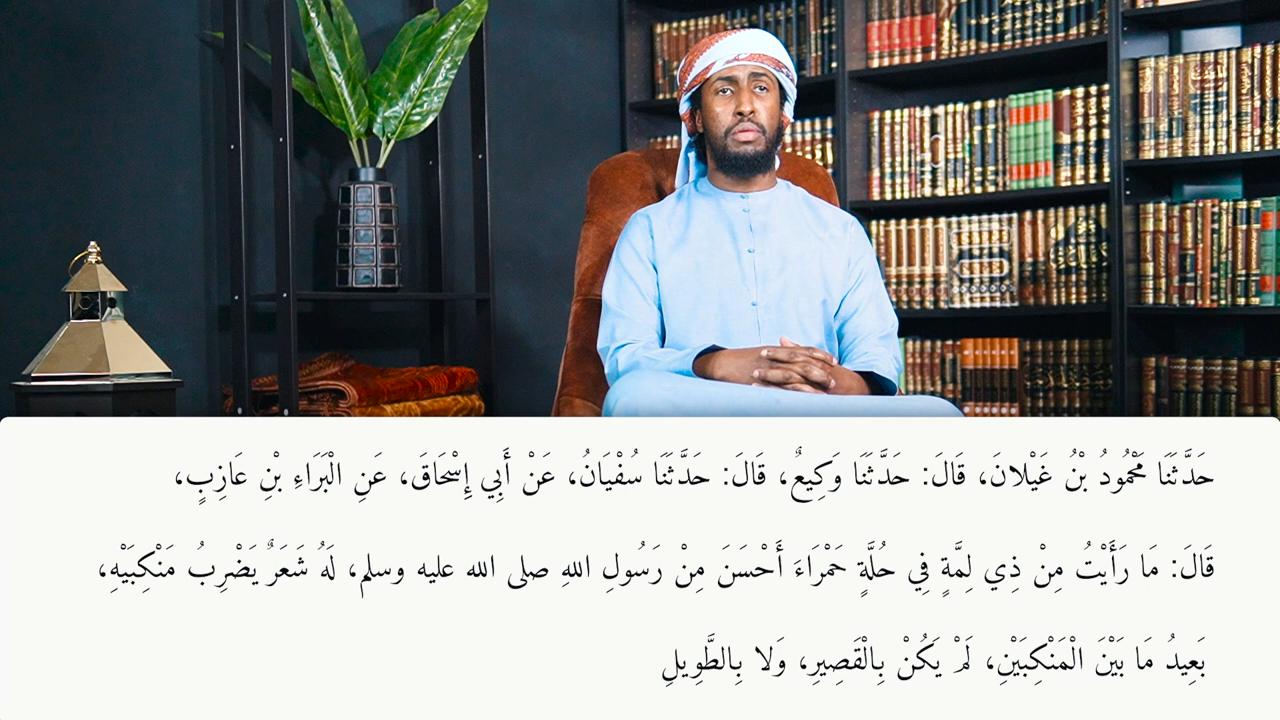 حَدَّثَنَا مَحْمُودُ بْنُ غَيْلانَ، قَالَ: حَدَّثَنَا وَكِيعٌ، قَالَ: حَدَّثَنَا سُفْيَانُ، عَنْ أَبِي إِسْحَاقَ، عَنِ الْبَرَاءِ بْنِ عَازِبٍ،
قَالَ: مَا رَأَيْتُ مِنْ ذِي لِمَّةٍ فِي حُلَّةٍ حَمْرَاءَ أَحْسَنَ مِنْ رَسُولِ اللهِ صلى الله عليه وسلم، لَهُ شَعَرٌ يَضْرِبُ مَنْكِبَيْهِ،
بَعِيدُ مَا بَيْنَ الْمَنْكِبَيْنِ، لَمْ يَكُنْ بِالْقَصِيرِ، وَلا بِالطَّوِيلِ